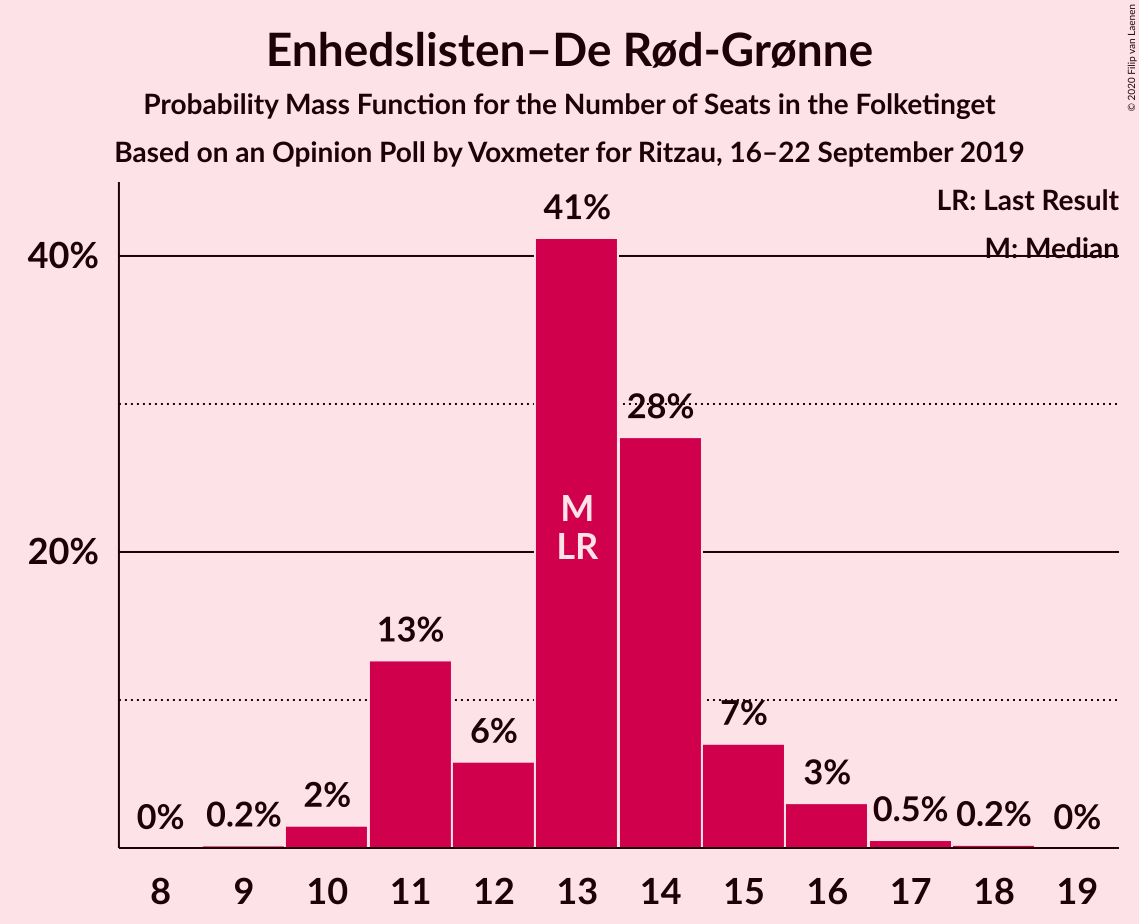 Enhedslisten–De Rød-Grønne
Probability Mass Function for the Number of Seats in the Folketinget
Based on an Opinion Poll by Voxmeter for Ritzau, 16–22 September 2019
© 2020 Filip van Laenen
LR: Last Result
M: Median
40%
20%
0%
0.2%
2%
13%
6%
41%
28%
7%
3%
0.5%
0.2%
0%
M
LR
8 9 10 11 12 13 14 15 16 17 18 19